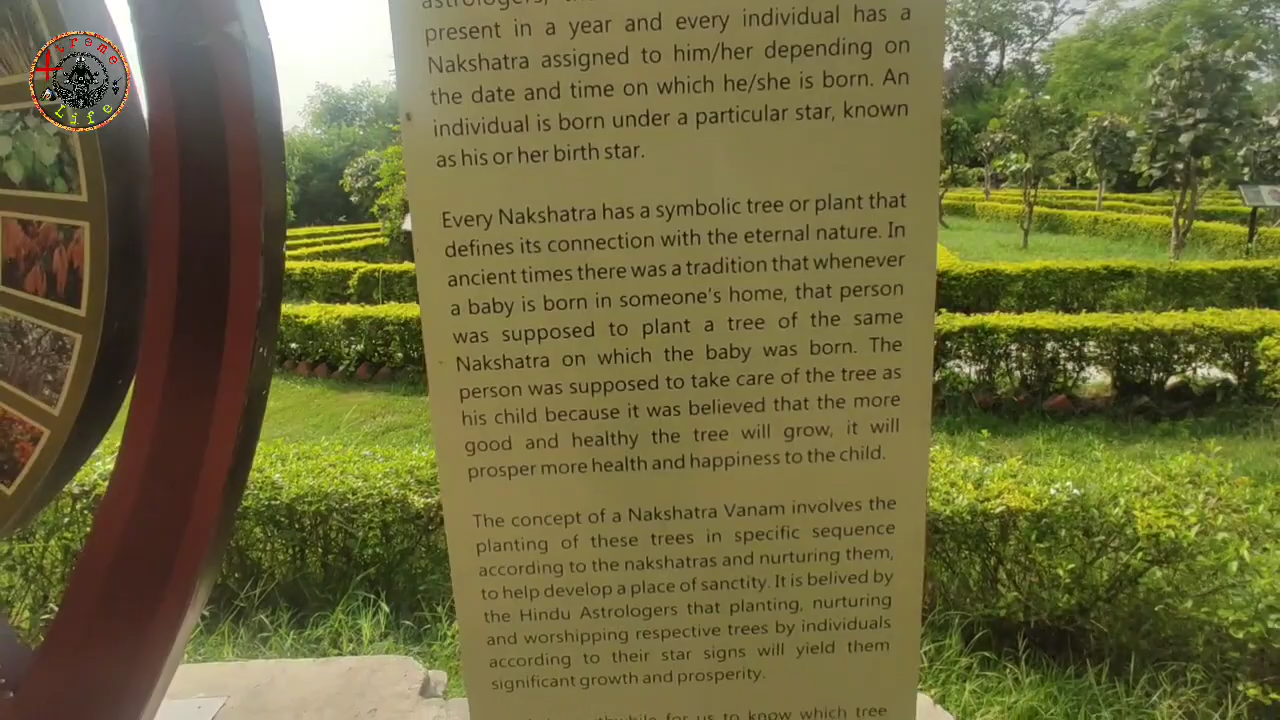 Xtreme
Life
astrologers,
present in a year and every individual has a
Nakshatra assigned to him/her depending on
the date and time on which he/she is born. An
individual is born under a particular star, known
as his or her birth star.
Every Nakshatra has a symbolic tree or plant that
defines its connection with the eternal nature. In
ancient times there was a tradition that whenever
a baby is born in someone's home, that person
was supposed to plant a tree of the same
Nakshatra on which the baby was born. The
person was supposed to take care of the tree as
his child because it was believed that the more
good and healthy the tree will grow, it will
prosper more health and happiness to the child.
The concept of a Nakshatra Vanam involves the
planting of these trees in specific sequence
according to the nakshatras and nurturing them,
to help develop a place of sanctity. It is belived by
the Hindu Astrologers that planting, nurturing
and worshipping respective trees by individuals
according to their star signs will yield them
significant growth and prosperity.
for us to know which tree